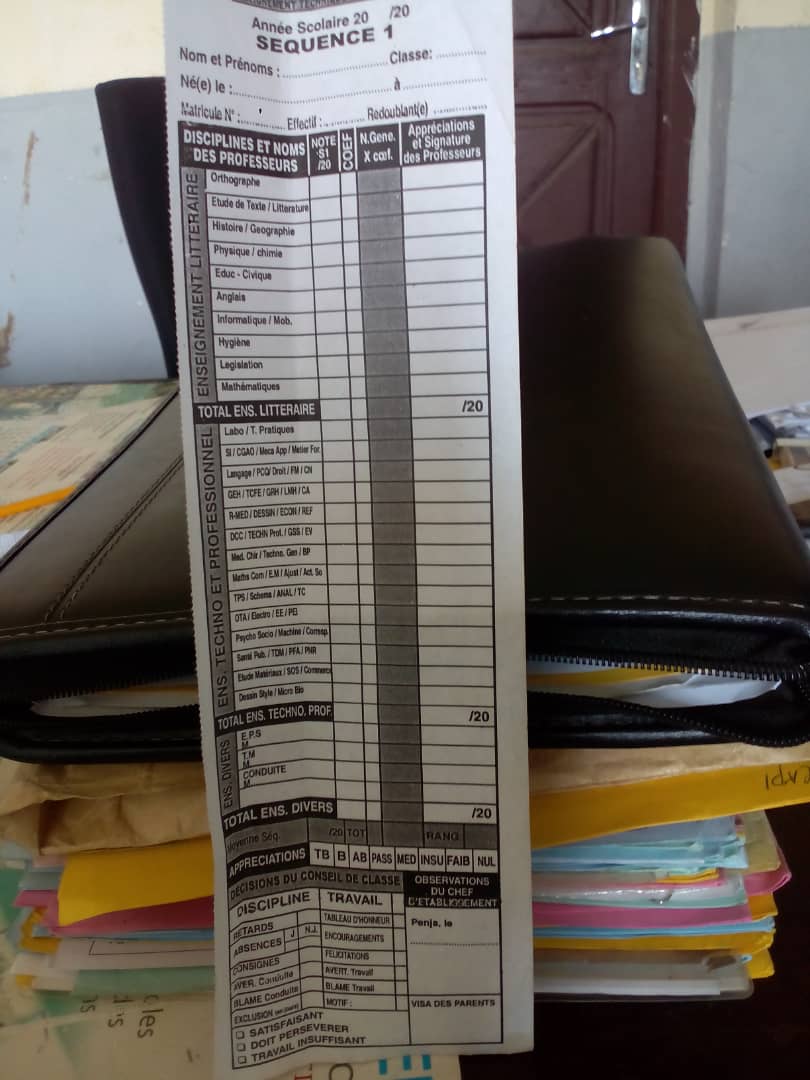 Année Scolaire 20 /20
SEQUENCE 1
Nom et Prénoms : Classe:
Né(e) le : à
Matricule N° : Effectif : Redoublant(e)
DISCIPLINES ET NOMS DES PROFESSEURS NOTE S1 /20 COEF N.Gene. X cœf. Appréciations et Signature des Professeurs
ENSEIGNEMENT LITTERAIRE
Orthographe
Etude de Texte / Litterature
Histoire / Geographie
Physique / chimie
Educ - Civique
Anglais
Informatique / Mob.
Hygiène
Legislation
Mathématiques
TOTAL ENS. LITTERAIRE /20
ENS. TECHNO ET PROFESSIONNEL
Labo / T. Pratiques
SI / CGAO / Meca App / Metier For.
Langage / PCQ/ Droit / FM / CN
GEH / TCFE / GRH / LMH / CA
R-MED / DESSIN / ECON / REF
DCC / TECHN Prof. / GSS / EV
Med. Chir / Techno. Gen / BP
Maths Com / E.M / Ajust / Act. So
TPS / Schema / ANAL / TC
OTA / Electro / EE / PEI
Psycho Socio / Machine / Corresp.
Santé Pub. / TDM / PFA / PHR
Etude Matériaux / SOS / Commerce
Dessin Style / Micro Bio
TOTAL ENS. TECHNO. PROF. /20
ENS. DIVERS
E.P.S
M
T.M
M
CONDUITE
M
TOTAL ENS. DIVERS /20
Moyenne Séq. /20 TOT RANG
APPRECIATIONS TB B AB PASS MED INSU FAIB NUL
DECISIONS DU CONSEIL DE CLASSE
OBSERVATIONS DU CHEF D'ETABLISSEMENT
DISCIPLINE TRAVAIL
RETARDS
ABSENCES J N.J.
CONSIGNES
AVER. Conduite
BLAME Conduite
EXCLUSION
TABLEAU D'HONNEUR
ENCOURAGEMENTS
FELICITATIONS
AVERT. Travail
BLAME Travail
MOTIF :
Penja, le
VISA DES PARENTS
SATISFAISANT
DOIT PERSEVERER
TRAVAIL INSUFFISANT